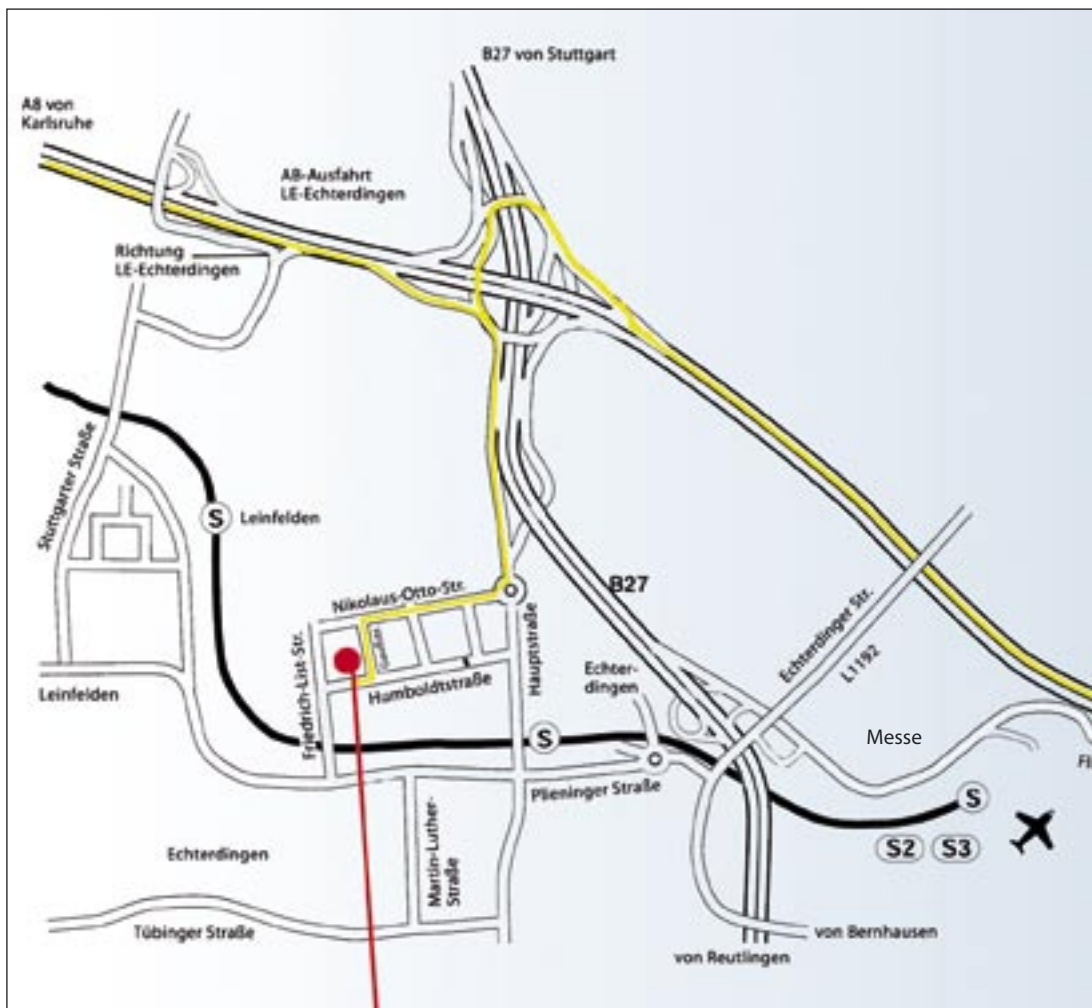 B27 von Stuttgart
A8 von
Karlsruhe
A8-Ausfahrt
LE-Echterdingen
Richtung
LE-Echterdingen
Stuttgarter Straße
S
Leinfelden
Nikolaus-Otto-Str.
B27
Echterdinger Str.
L1192
Friedrich-List-Str.
Humboldtstraße
Hauptstraße
Echter-
dingen
Leinfelden
S
Messe
Plieninger Straße
S
S2 S3
Martin-Luther-
Straße
Echterdingen
Tübinger Straße
von Bernhausen
von Reutlingen